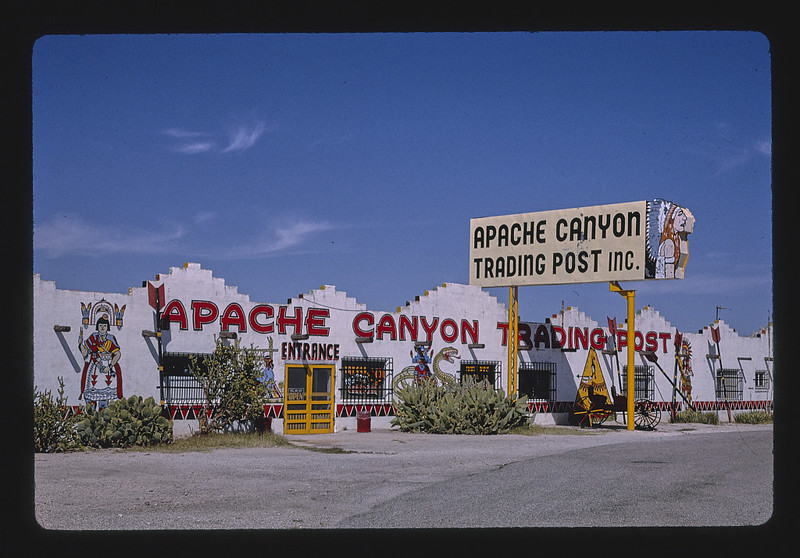 APACHE CANYON
TRADING POST INC.
APACHE CANYON TRADING POST
ENTRANCE